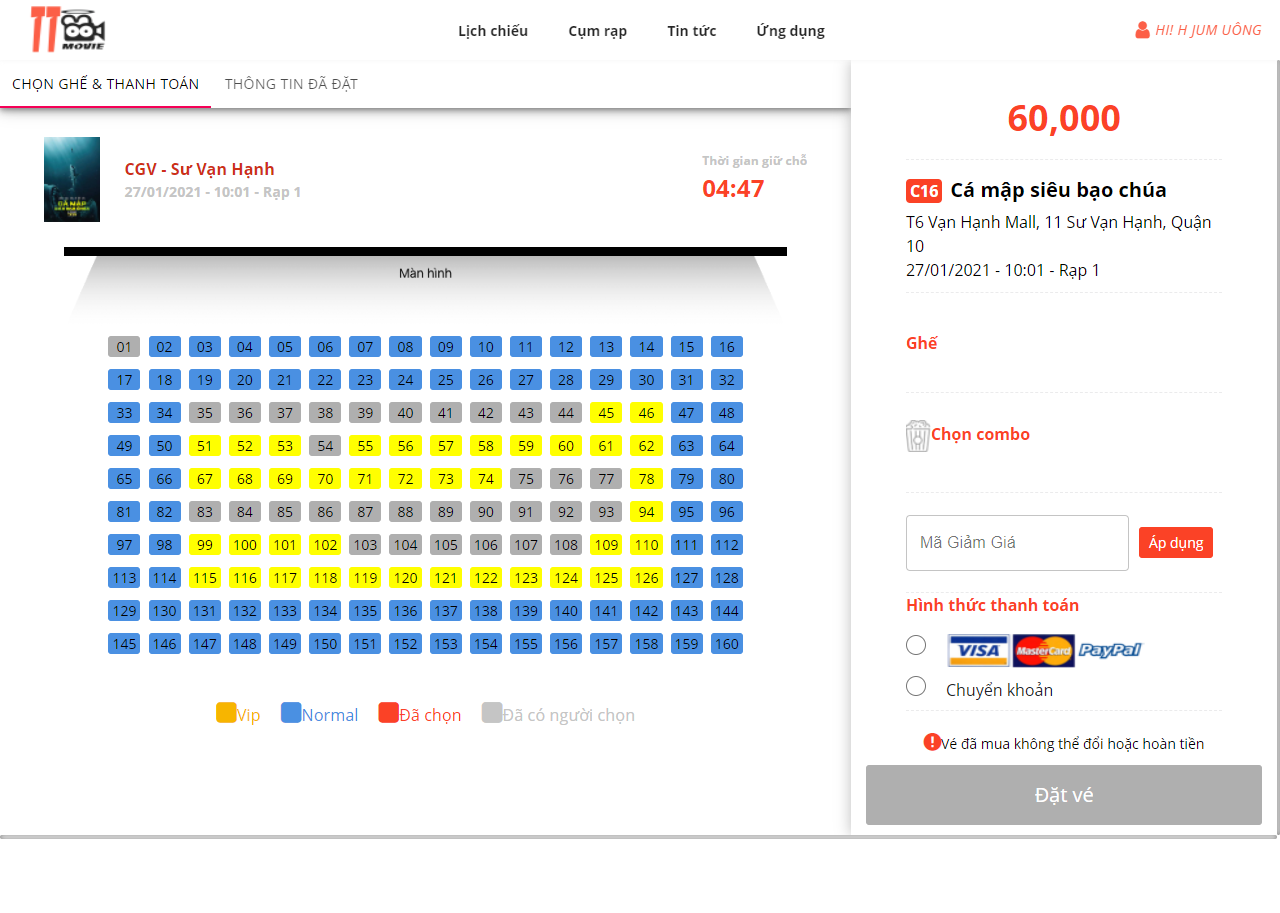 TT MOVIE
Lịch chiếu
Cụm rạp
Tin tức
Ứng dụng
HI! H JUM UÔNG
CHỌN GHẾ & THANH TOÁN
THÔNG TIN ĐÃ ĐẶT
CGV - Sư Vạn Hạnh
27/01/2021 - 10:01 - Rạp 1
Thời gian giữ chỗ
04:47
Màn hình
01 02 03 04 05 06 07 08 09 10 11 12 13 14 15 16
17 18 19 20 21 22 23 24 25 26 27 28 29 30 31 32
33 34 35 36 37 38 39 40 41 42 43 44 45 46 47 48
49 50 51 52 53 54 55 56 57 58 59 60 61 62 63 64
65 66 67 68 69 70 71 72 73 74 75 76 77 78 79 80
81 82 83 84 85 86 87 88 89 90 91 92 93 94 95 96
97 98 99 100 101 102 103 104 105 106 107 108 109 110 111 112
113 114 115 116 117 118 119 120 121 122 123 124 125 126 127 128
129 130 131 132 133 134 135 136 137 138 139 140 141 142 143 144
145 146 147 148 149 150 151 152 153 154 155 156 157 158 159 160
Vip
Normal
Đã chọn
Đã có người chọn
60,000
C16 Cá mập siêu bạo chúa
T6 Vạn Hạnh Mall, 11 Sư Vạn Hạnh, Quận
10
27/01/2021 - 10:01 - Rạp 1
Ghế
Chọn combo
Mã Giảm Giá
Áp dụng
Hình thức thanh toán
VISA MasterCard PayPal
Chuyển khoản
Vé đã mua không thể đổi hoặc hoàn tiền
Đặt vé